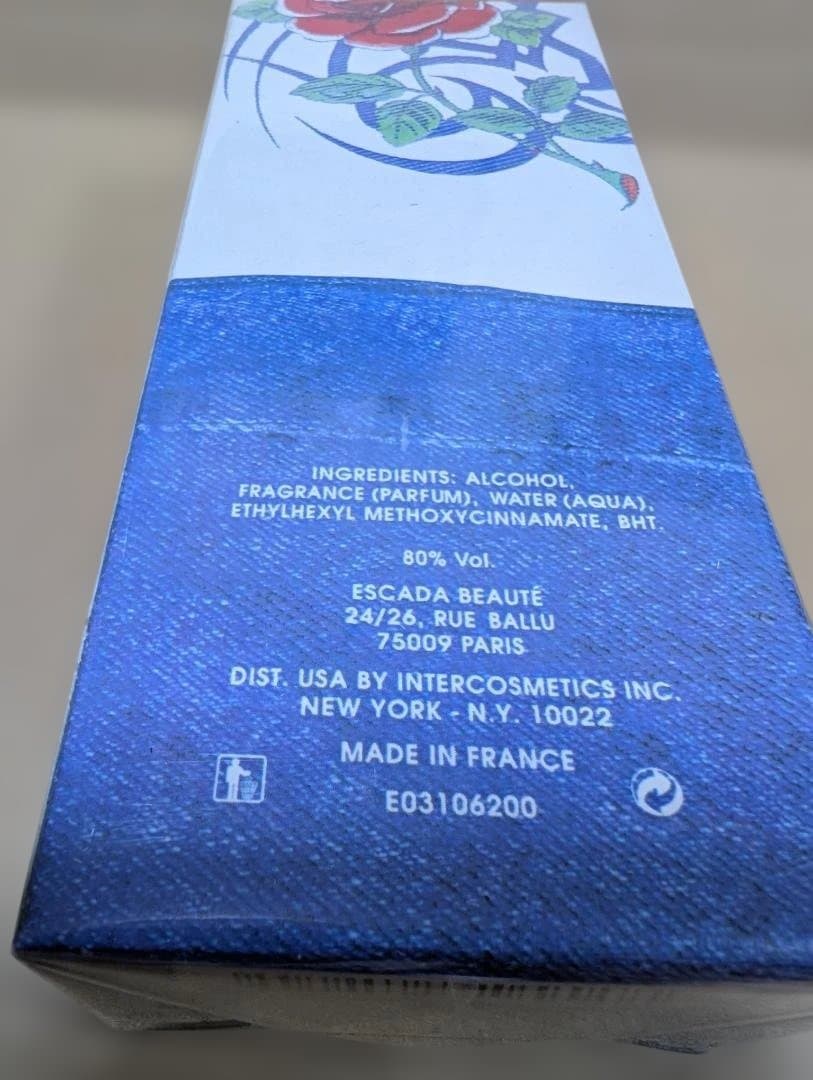 INGREDIENTS: ALCOHOL,
FRAGRANCE (PARFUM), WATER (AQUA),
ETHYLHEXYL METHOXYCINNAMATE, BHT.
80% Vol.
ESCADA BEAUTÉ
24/26, RUE BALLU
75009 PARIS
DIST. USA BY INTERCOSMETICS INC.
NEW YORK - N.Y. 10022
MADE IN FRANCE
E03106200